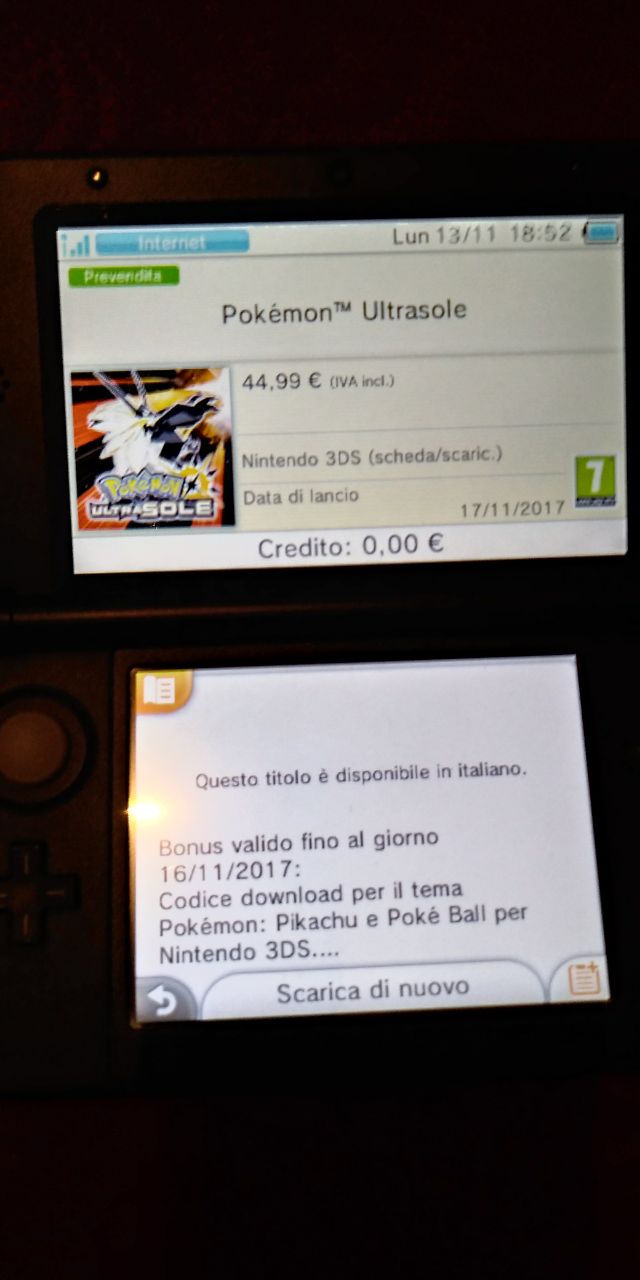 Internet
Lun 13/11 18:52
Prevendita
Pokémon™ Ultrasole
44,99 € (IVA incl.)
Pokémon
ULTRASOLE
Nintendo 3DS (scheda/scaric.)
7
Data di lancio
17/11/2017
Credito: 0,00 €
Questo titolo è disponibile in italiano.
Bonus valido fino al giorno
16/11/2017:
Codice download per il tema
Pokémon: Pikachu e Poké Ball per
Nintendo 3DS....
Scarica di nuovo